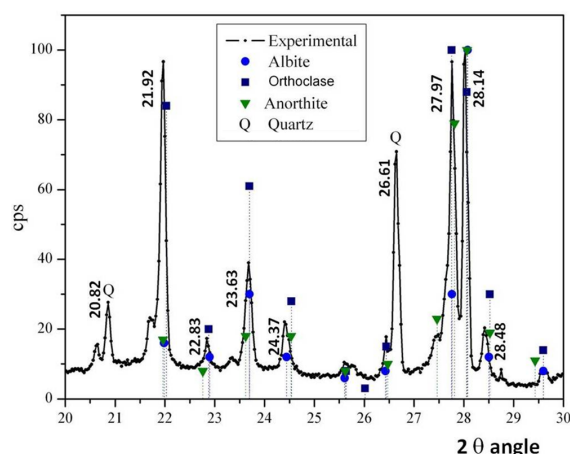 100
80
60
40
20
0
cps
Experimental
Albite
Orthoclase
Anorthite
Q Quartz
20.82
Q
21.92
22.83
23.63
24.37
26.61
Q
27.97
28.14
28.48
20 21 22 23 24 25 26 27 28 29 30
2 θ angle